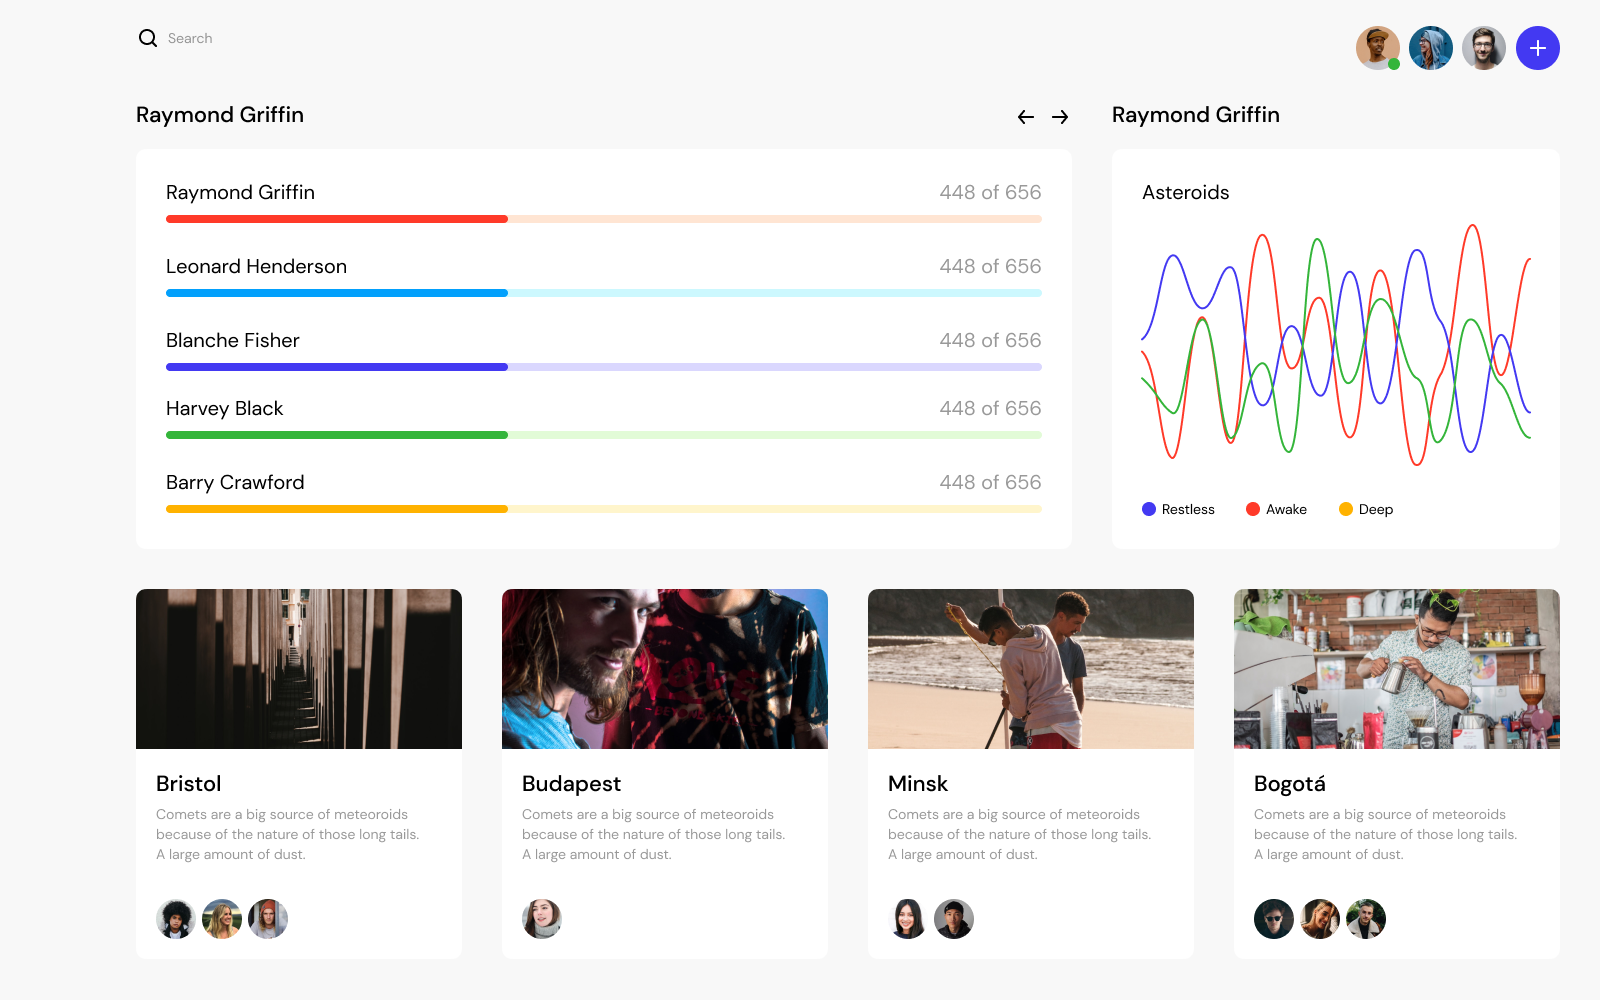 Search
Raymond Griffin
Raymond Griffin
Raymond Griffin
448 of 656
Leonard Henderson
448 of 656
Blanche Fisher
448 of 656
Harvey Black
448 of 656
Barry Crawford
448 of 656
Asteroids
Restless
Awake
Deep
Bristol
Comets are a big source of meteoroids
because of the nature of those long tails.
A large amount of dust.
Budapest
Comets are a big source of meteoroids
because of the nature of those long tails.
A large amount of dust.
Minsk
Comets are a big source of meteoroids
because of the nature of those long tails.
A large amount of dust.
Bogotá
Comets are a big source of meteoroids
because of the nature of those long tails.
A large amount of dust.